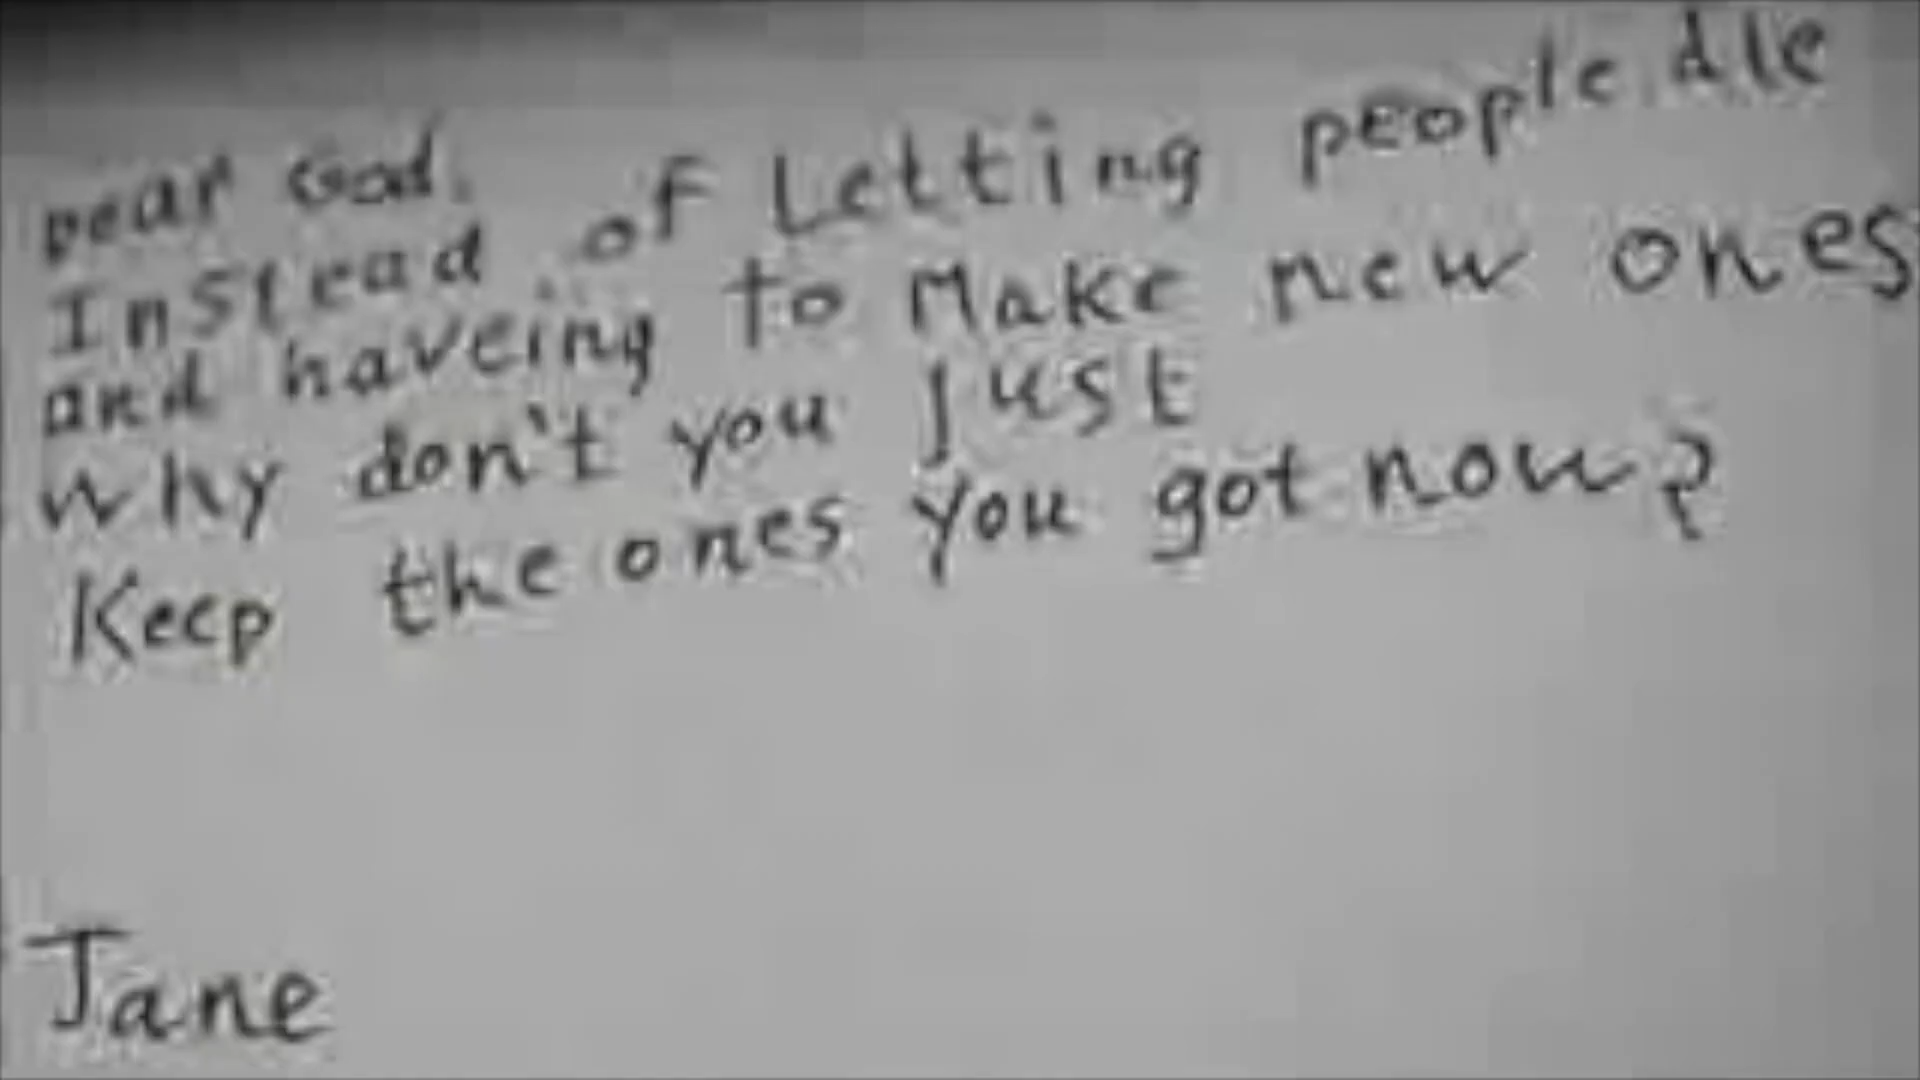 Dear God.
Instead of Letting people die
and haveing to Make new ones
Why don't you just
Keep the ones you got now?
Jane